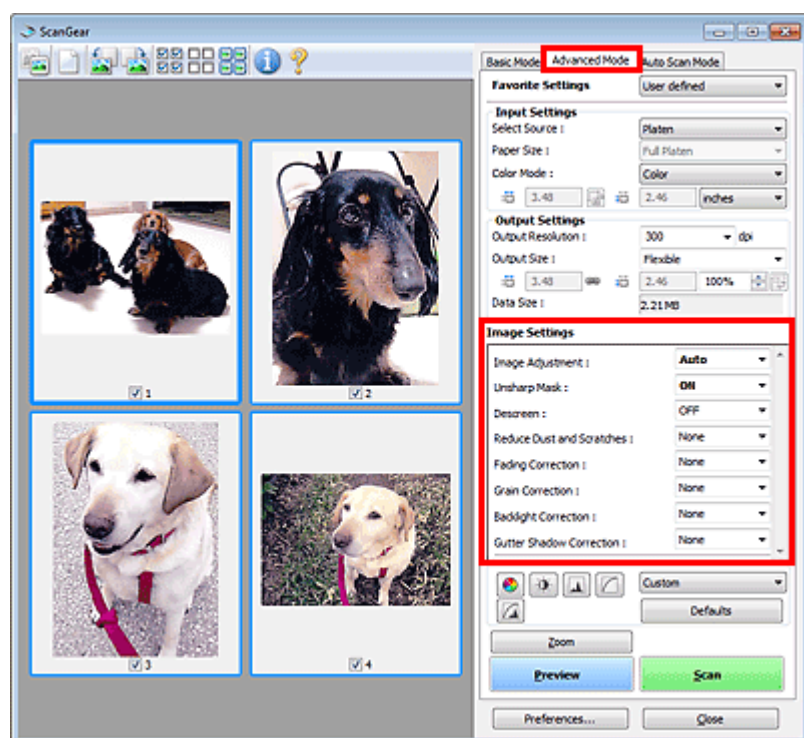 ScanGear
Basic Mode Advanced Mode Auto Scan Mode
Favorite Settings User defined
Input Settings
Select Source : Platen
Paper Size : Full Platen
Color Mode : Color
3.48 2.46 inches
Output Settings
Output Resolution : 300 dpi
Output Size : Flexible
3.48 2.46 100%
Data Size : 2.21 MB
Image Settings
Image Adjustment : Auto
Unsharp Mask : ON
Descreen : OFF
Reduce Dust and Scratches : None
Fading Correction : None
Grain Correction : None
Backlight Correction : None
Gutter Shadow Correction : None
Custom
Defaults
Zoom
Preview Scan
Preferences... Close
1 2
3 4